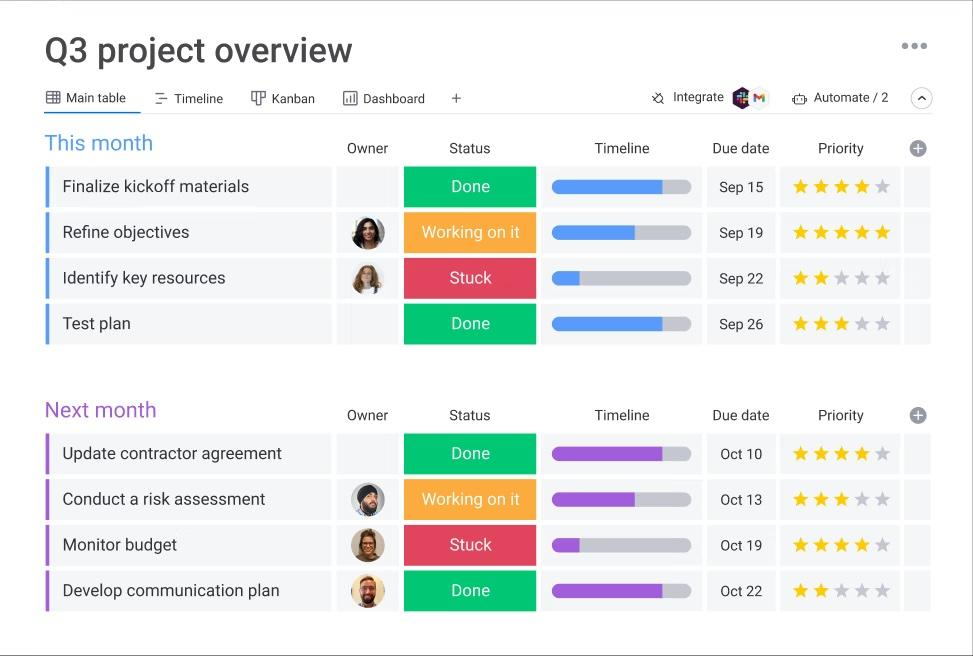 Q3 project overview
Main table Timeline Kanban Dashboard + Integrate Automate / 2
This month Owner Status Timeline Due date Priority
Finalize kickoff materials Done Sep 15
Refine objectives Working on it Sep 19
Identify key resources Stuck Sep 22
Test plan Done Sep 26
Next month Owner Status Timeline Due date Priority
Update contractor agreement Done Oct 10
Conduct a risk assessment Working on it Oct 13
Monitor budget Stuck Oct 19
Develop communication plan Done Oct 22